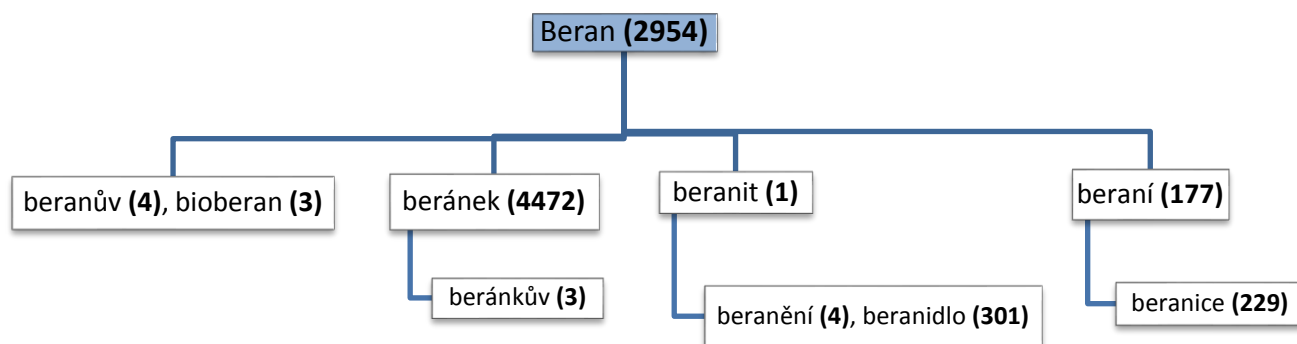 Beran (2954)
beranův (4), bioberan (3)
beránek (4472)
beranit (1)
beraní (177)
beránkův (3)
beranění (4), beranidlo (301)
beranice (229)